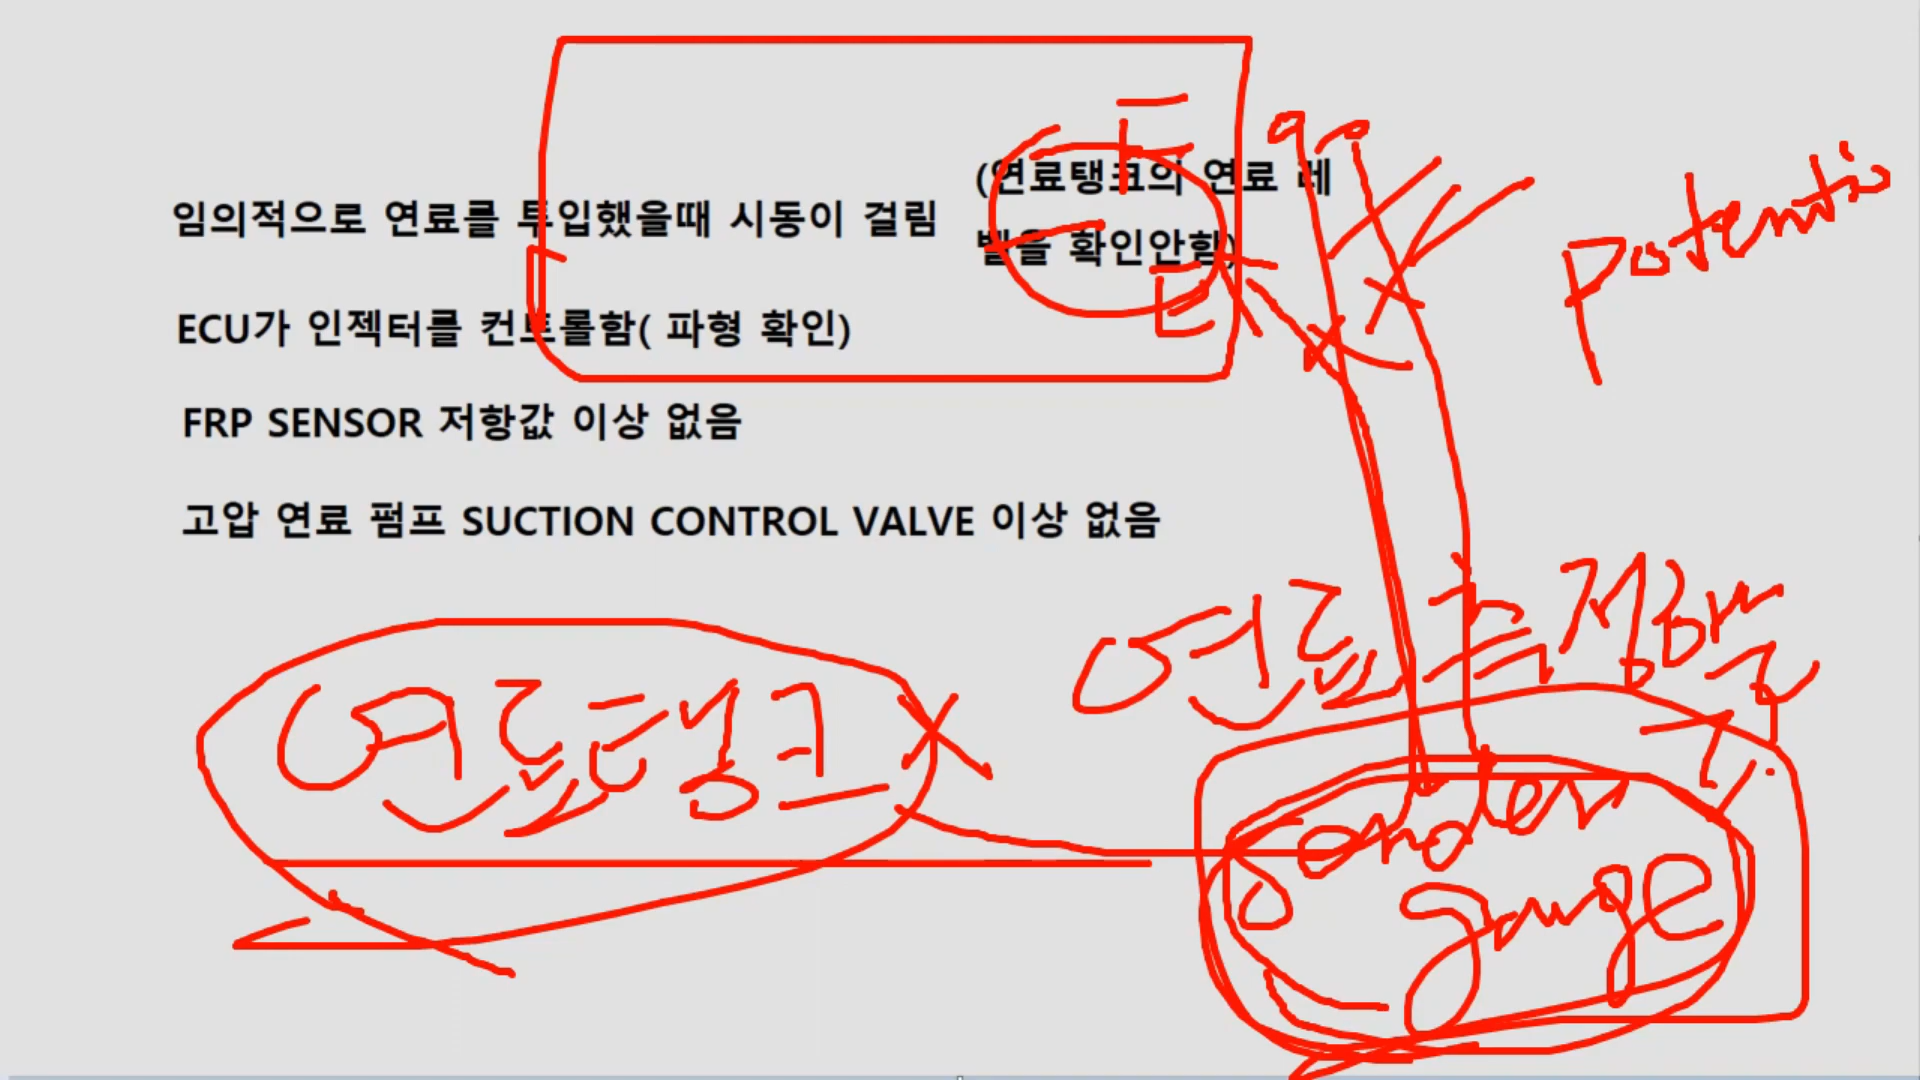 (연료탱크의 연료 레
임의적으로 연료를 투입했을때 시동이 걸림
벨을 확인안함)
ECU가 인젝터를 컨트롤함( 파형 확인)
FRP SENSOR 저항값 이상 없음
고압 연료 펌프 SUCTION CONTROL VALVE 이상 없음
F
E
potentio
연료탱크
연료 측정
sender
gauge